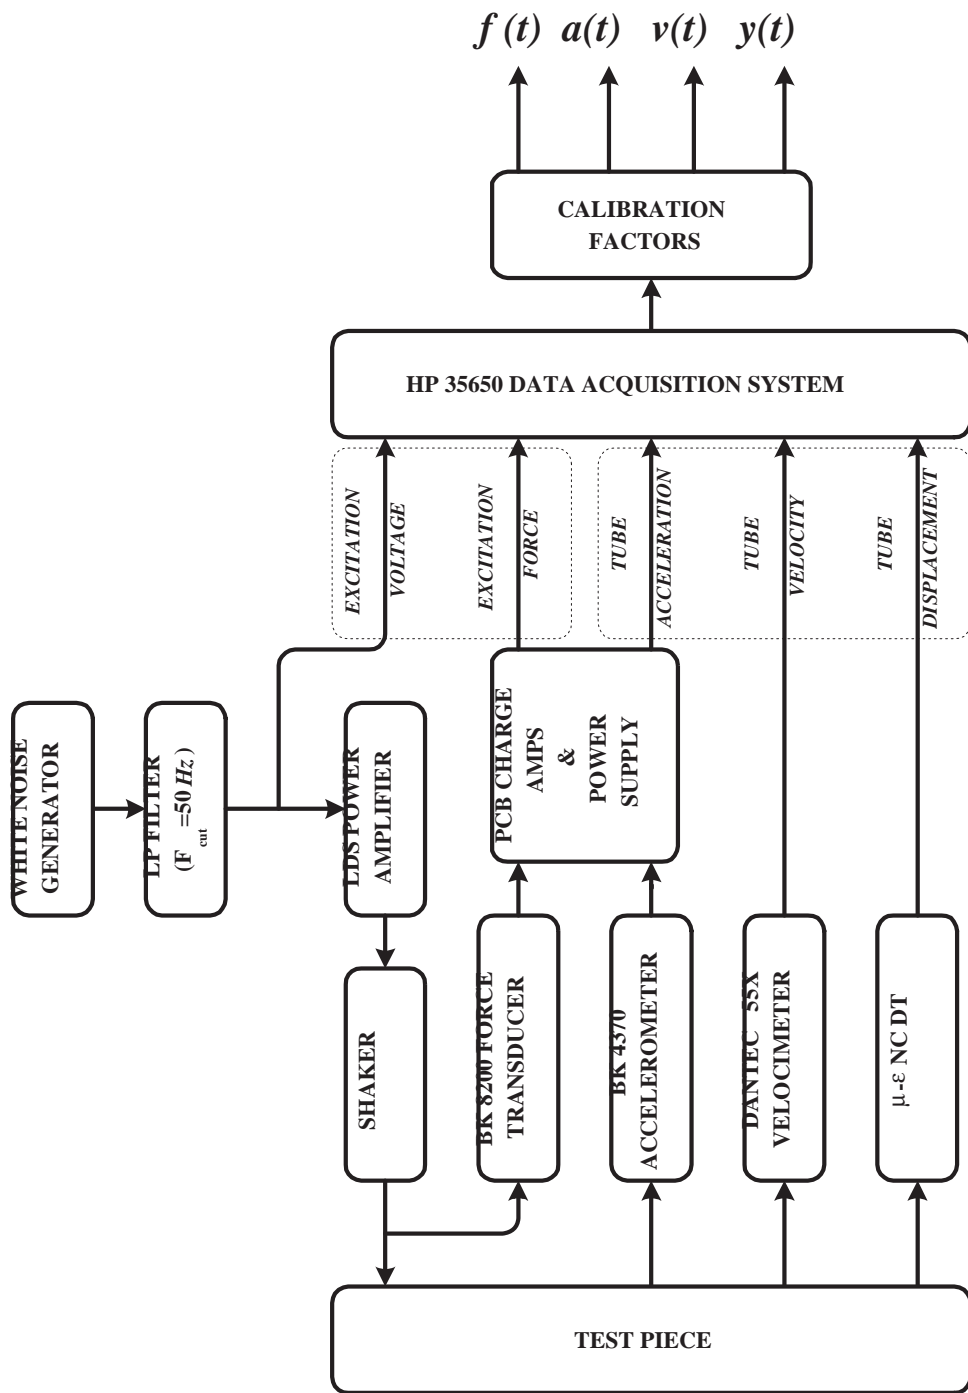 f (t) a(t) v(t) y(t)
CALIBRATION
FACTORS
HP 35650 DATA ACQUISITION SYSTEM
EXCITATION
VOLTAGE
EXCITATION
FORCE
TUBE
ACCELERATION
TUBE
VELOCITY
TUBE
DISPLACEMENT
WHITE NOISE
GENERATOR
LP FILTER
(F cut =50 Hz )
LDS POWER
AMPLIFIER
PCB CHARGE
AMPS
&
POWER
SUPPLY
SHAKER
BK 8200 FORCE
TRANSDUCER
BK 4370
ACCELEROMETER
DANTEC 55X
VELOCIMETER
μ-ε NC DT
TEST PIECE